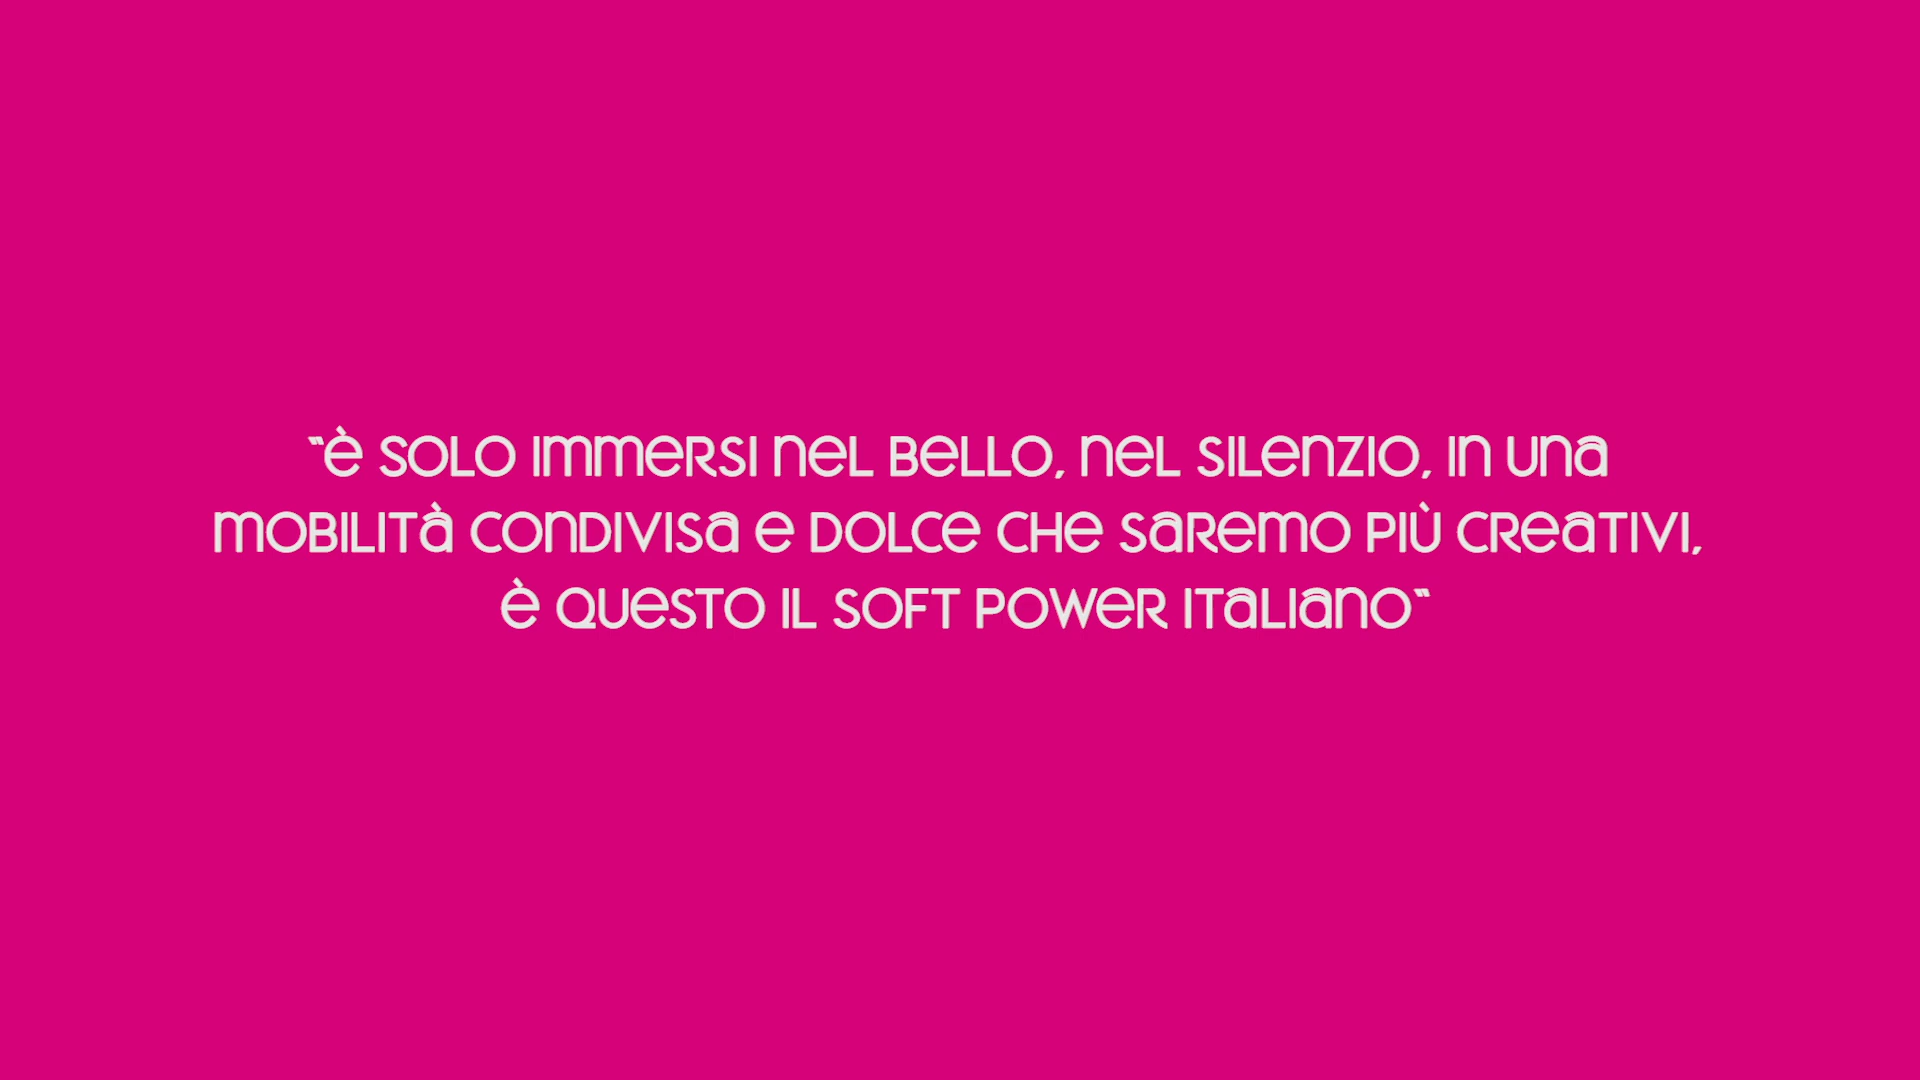 "È SOLO IMMERSI NEL BELLO, NEL SILENZIO, IN UNA
MOBILITÀ CONDIVISA E DOLCE CHE SAREMO PIÙ CREATIVI,
È QUESTO IL SOFT POWER ITALIANO"